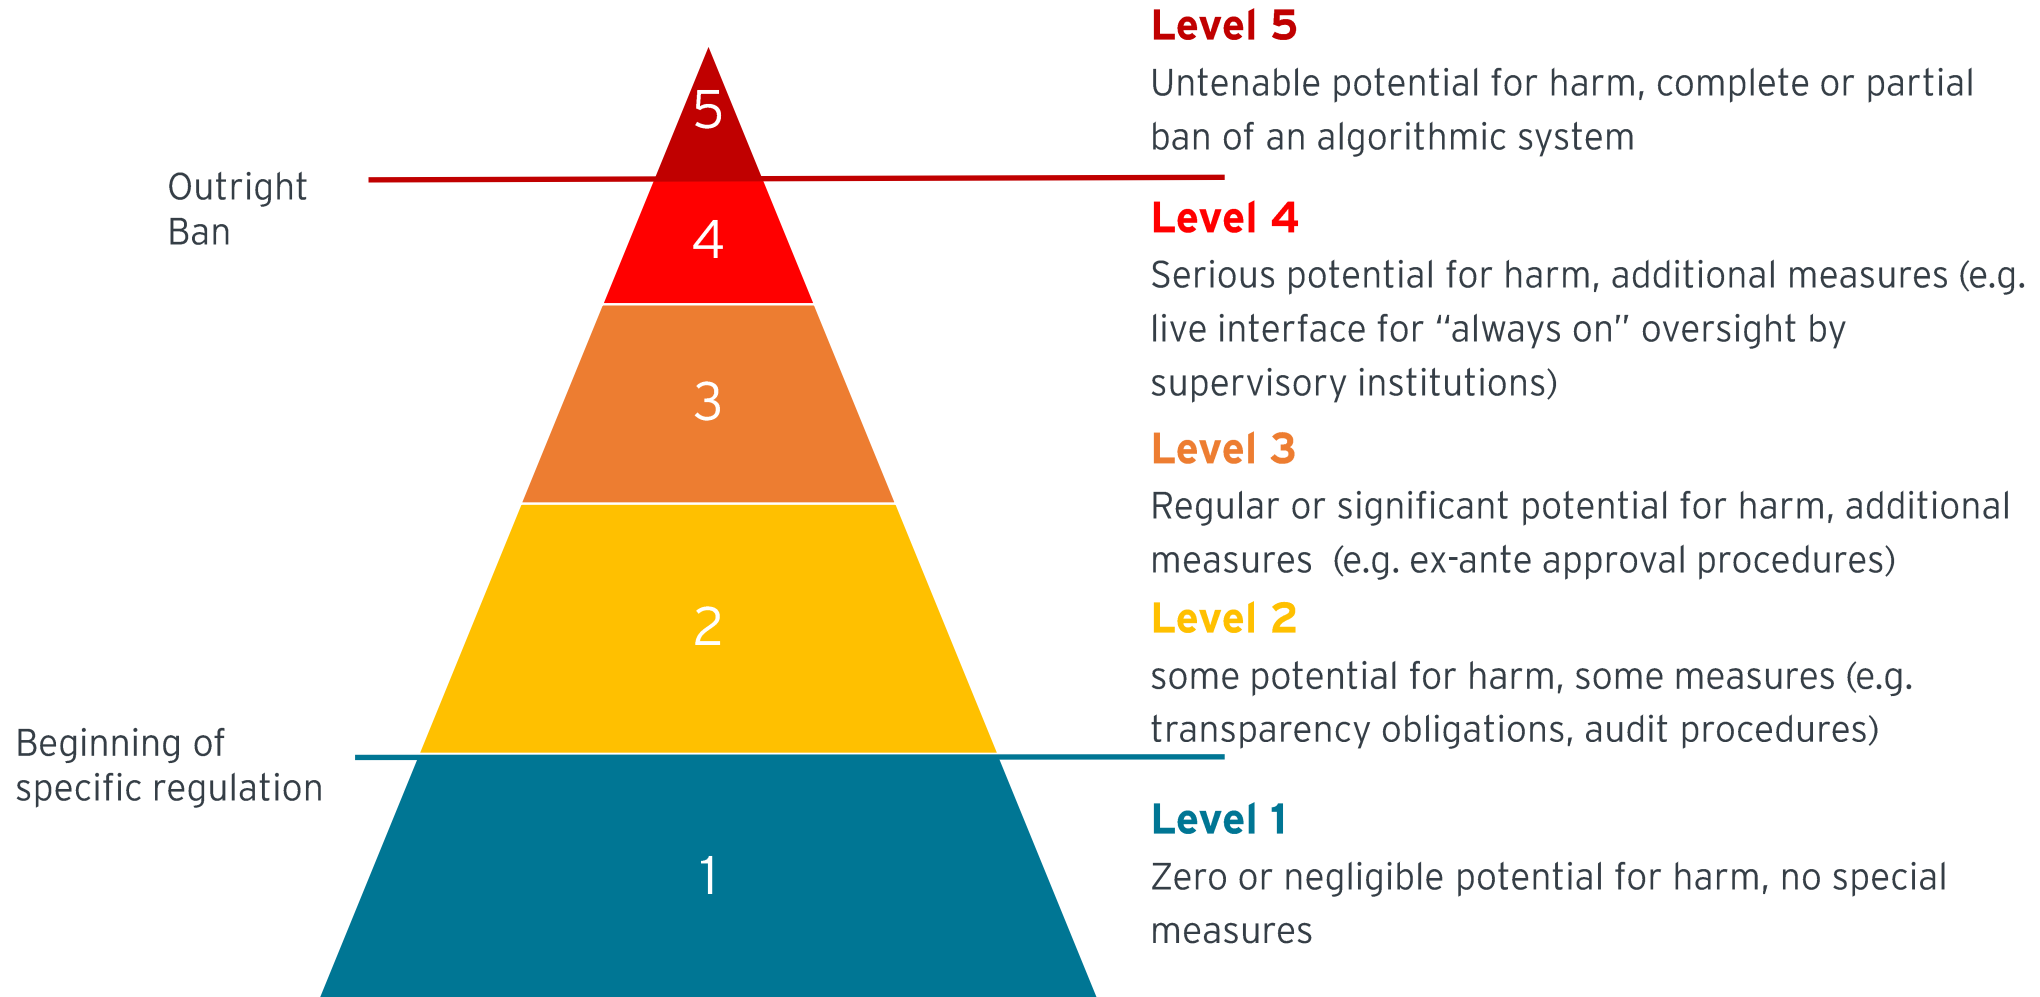 Level 5
Untenable potential for harm, complete or partial
ban of an algorithmic system
5
Outright
Ban
Level 4
Serious potential for harm, additional measures (e.g.
live interface for “always on” oversight by
supervisory institutions)
4
Level 3
Regular or significant potential for harm, additional
measures  (e.g. ex-ante approval procedures)
3
Level 2
some potential for harm, some measures (e.g.
transparency obligations, audit procedures)
2
Beginning of
specific regulation
Level 1
Zero or negligible potential for harm, no special
measures
1